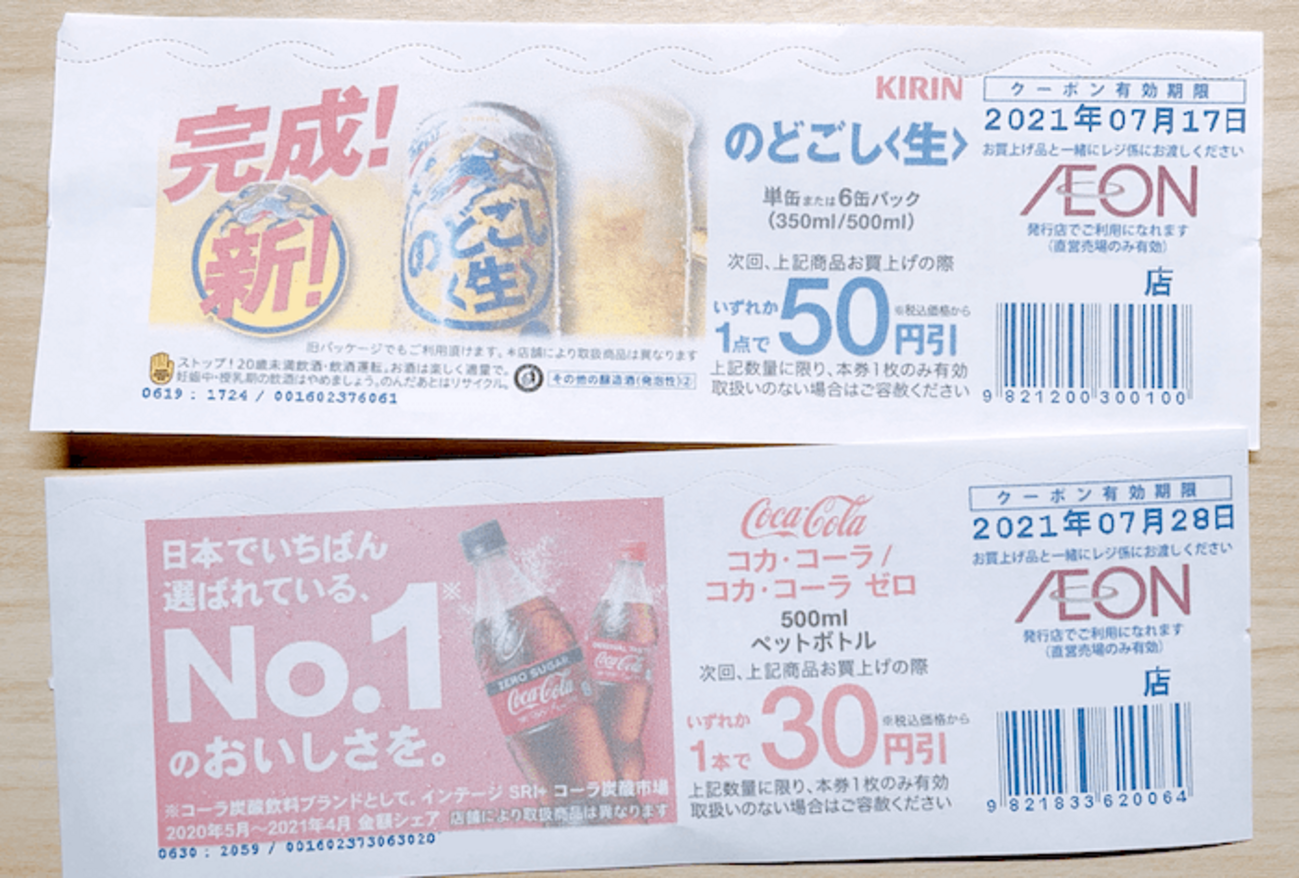 完成!
新!
のどごし
〈生〉
旧パッケージでもご利用頂けます。*店舗により取扱商品は異なります
ストップ!20歳未満飲酒・飲酒運転。お酒は楽しく適量で。
妊娠中・授乳期の飲酒はやめましょう。のんだあとはリサイクル。
その他の醸造酒(発泡性)②
0619 : 1724 / 001602376061
KIRIN
のどごし〈生〉
単缶または6缶パック
(350ml/500ml)
次回、上記商品お買上げの際
いずれか
1点で50円引
※税込価格から
上記数量に限り、本券1枚のみ有効
取扱いのない場合はご容赦ください
クーポン有効期限
2021年07月17日
お買上げ品と一緒にレジ係にお渡しください
ÆON
発行店でご利用になれます
(直営売場のみ有効)
店
9 821200 300100
日本でいちばん
選ばれている、
No.1※
のおいしさを。
※コーラ炭酸飲料ブランドとして。インテージ SRI+ コーラ炭酸市場
2020年5月～2021年4月 金額シェア 店舗により取扱商品は異なります
ZERO SUGAR
Coca-Cola
ORIGINAL TASTE
Coca-Cola
0630 : 2059 / 001602373063020
Coca-Cola
コカ・コーラ/
コカ・コーラ ゼロ
500ml
ペットボトル
次回、上記商品お買上げの際
いずれか
1本で30円引
※税込価格から
上記数量に限り、本券1枚のみ有効
取扱いのない場合はご容赦ください
クーポン有効期限
2021年07月28日
お買上げ品と一緒にレジ係にお渡しください
ÆON
発行店でご利用になれます
(直営売場のみ有効)
店
9 821833 620064